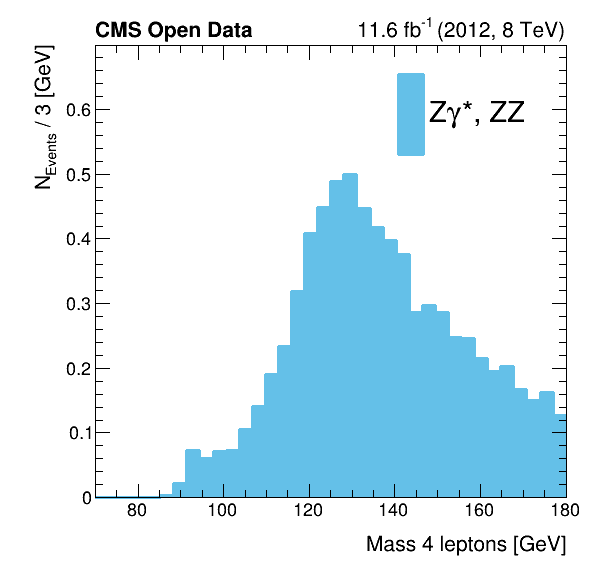 CMS Open Data
11.6 fb⁻¹ (2012, 8 TeV)
N_Events / 3 [GeV]
Zγ*, ZZ
0.6
0.5
0.4
0.3
0.2
0.1
0
80 100 120 140 160 180
Mass 4 leptons [GeV]